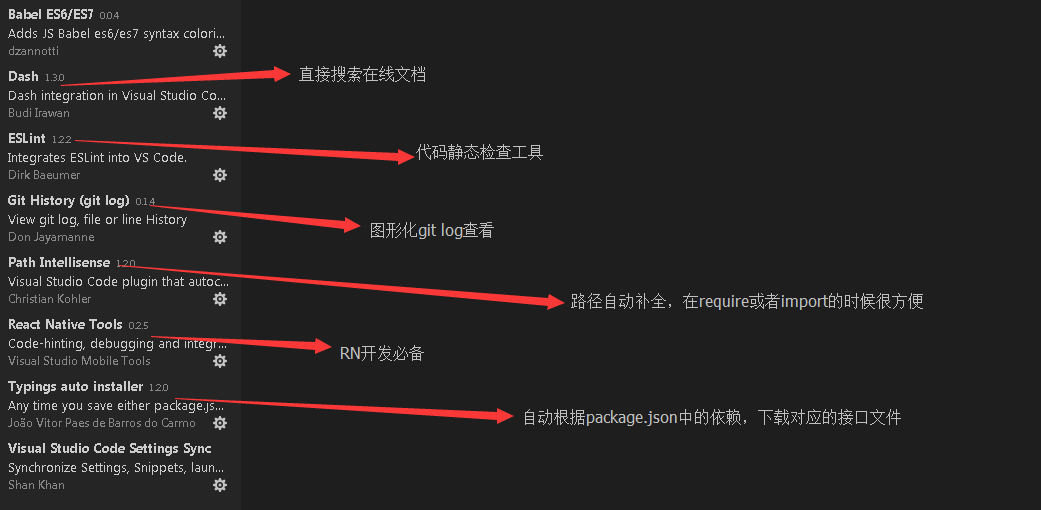 Babel ES6/ES7 0.0.4
Adds JS Babel es6/es7 syntax colori...
dzannotti
Dash 1.3.0
直接搜索在线文档
Dash integration in Visual Studio Co...
Budi Irawan
ESLint 1.2.2
代码静态检查工具
Integrates ESLint into VS Code.
Dirk Baeumer
Git History (git log) 0.1.4
View git log, file or line History
图形化git log查看
Don Jayamanne
Path Intellisense 1.2.0
Visual Studio Code plugin that autoc...
Christian Kohler
路径自动补全，在require或者import的时候很方便
React Native Tools 0.2.5
Code-hinting, debugging and integr...
RN开发必备
Visual Studio Mobile Tools
Typings auto installer 1.2.0
Any time you save either package.js...
自动根据package.json中的依赖，下载对应的接口文件
João Vitor Paes de Barros do Carmo
Visual Studio Code Settings Sync
Synchronize Settings, Snippets, laun...
Shan Khan